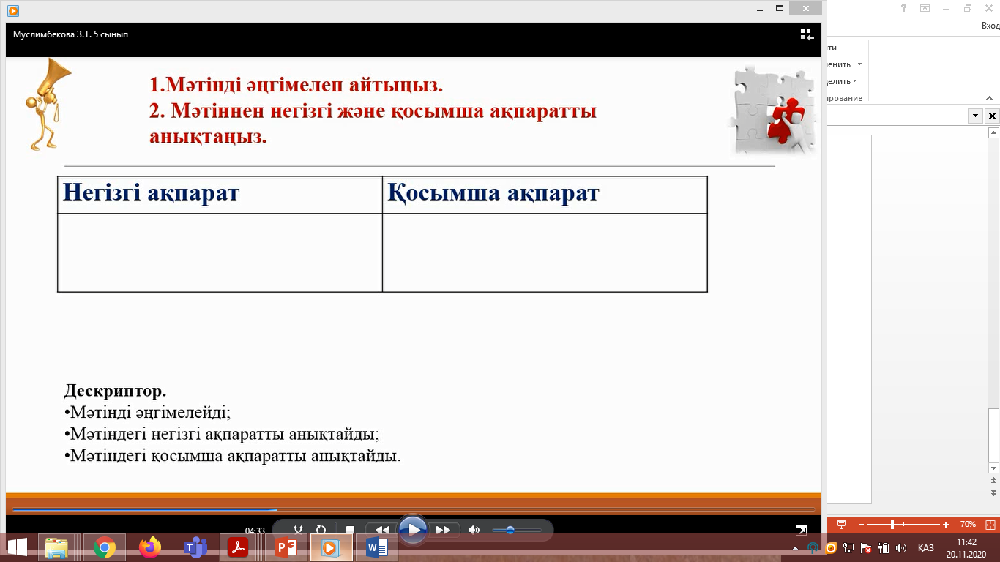 Муслимбекова З.Т. 5 сынып
Вход
ти
енить
елить
рование
1.Мәтінді әңгімелеп айтыңыз.
2. Мәтіннен негізгі және қосымша ақпаратты
анықтаңыз.
Негізгі ақпарат
Қосымша ақпарат
Дескриптор.
•Мәтінді әңгімелейді;
•Мәтіндегі негізгі ақпаратты анықтайды;
•Мәтіндегі қосымша ақпаратты анықтайды.
04:33
70%
ҚАЗ
11:42
20.11.2020